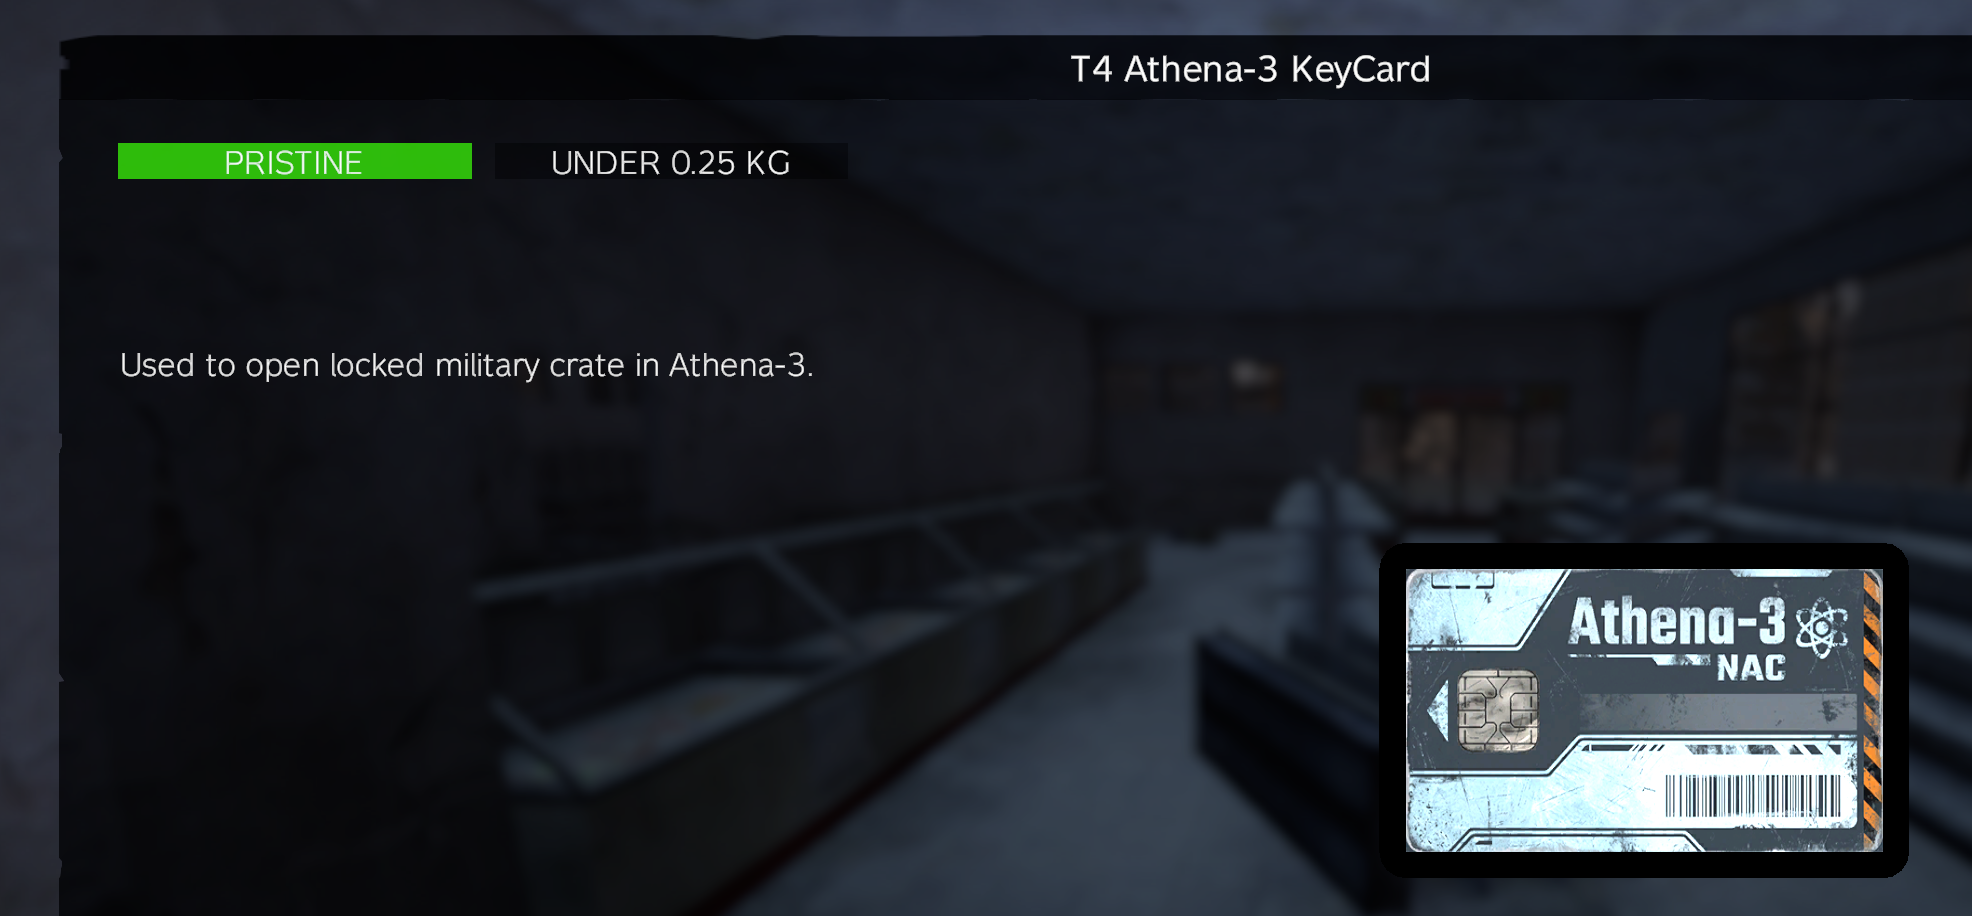 T4 Athena-3 KeyCard
PRISTINE
UNDER 0.25 KG
Used to open locked military crate in Athena-3.
Athena-3
NAC